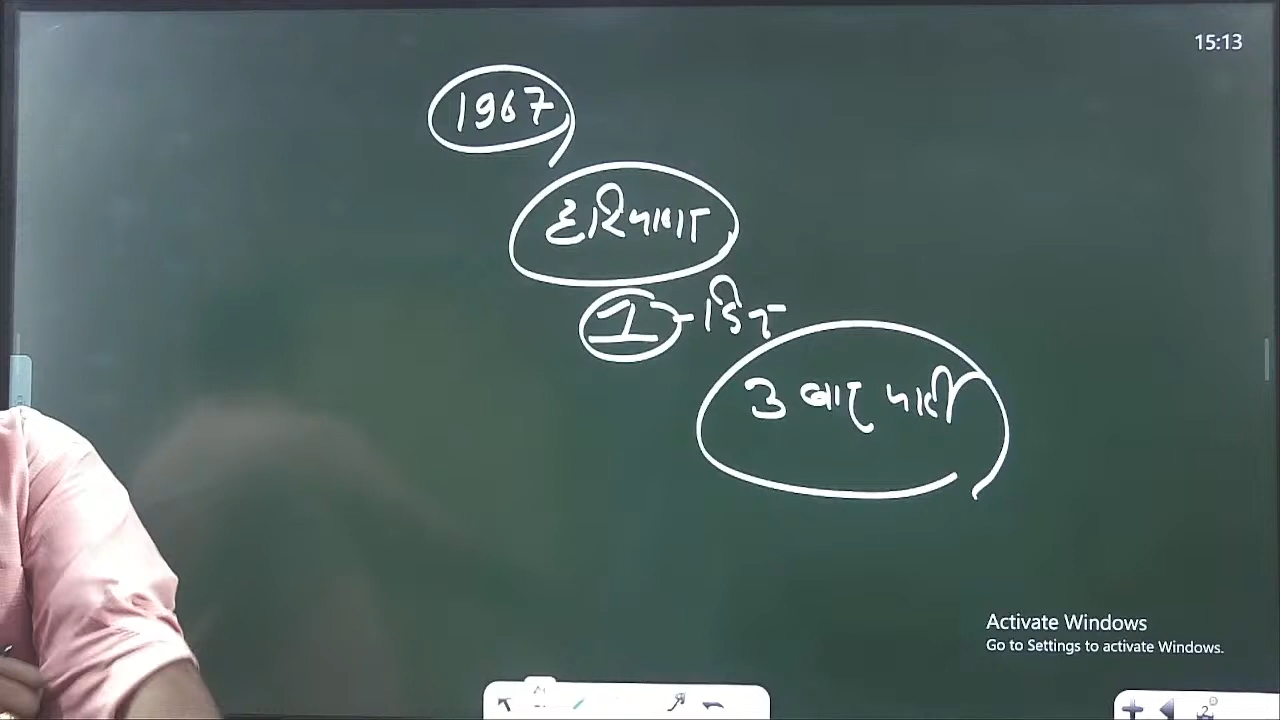 15:13
1967
हरियाणा
1 - दिन
3 बार पार्टी
Activate Windows
Go to Settings to activate Windows.